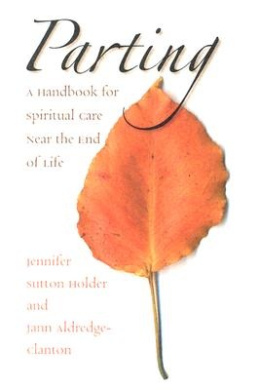 Parting
A Handbook for
Spiritual Care
Near the End
of Life
Jennifer
Sutton Holder
and
Jann Aldredge-
Clanton